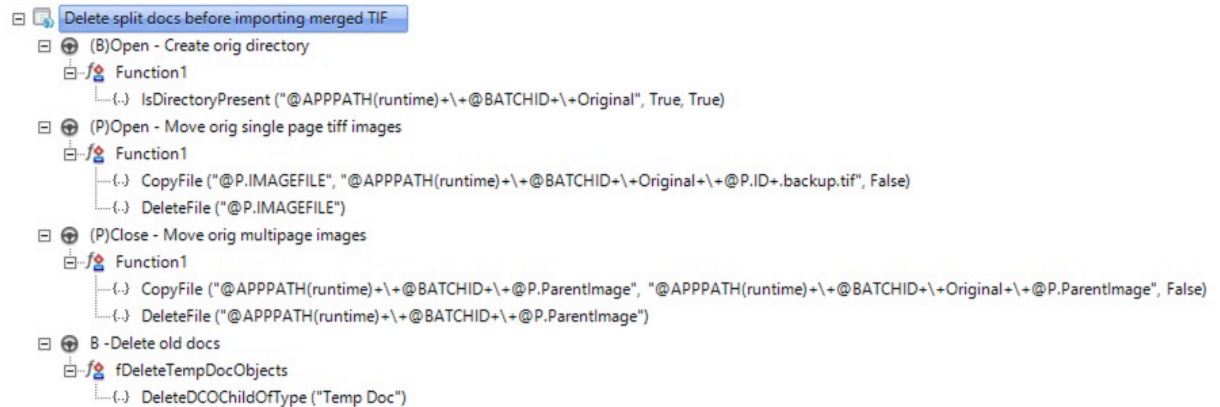 Delete split docs before importing merged TIF
(B)Open - Create orig directory
Function1
{..} IsDirectoryPresent ("@APPPATH(runtime)+\+@BATCHID+\+Original", True, True)
(P)Open - Move orig single page tiff images
Function1
{..} CopyFile ("@P.IMAGEFILE", "@APPPATH(runtime)+\+@BATCHID+\+Original+\+@P.ID+.backup.tif", False)
{..} DeleteFile ("@P.IMAGEFILE")
(P)Close - Move orig multipage images
Function1
{..} CopyFile ("@APPPATH(runtime)+\+@BATCHID+\+@P.ParentImage", "@APPPATH(runtime)+\+@BATCHID+\+Original+\+@P.ParentImage", False)
{..} DeleteFile ("@APPPATH(runtime)+\+@BATCHID+\+@P.ParentImage")
B -Delete old docs
fDeleteTempDocObjects
{..} DeleteDCOChildOfType ("Temp Doc")